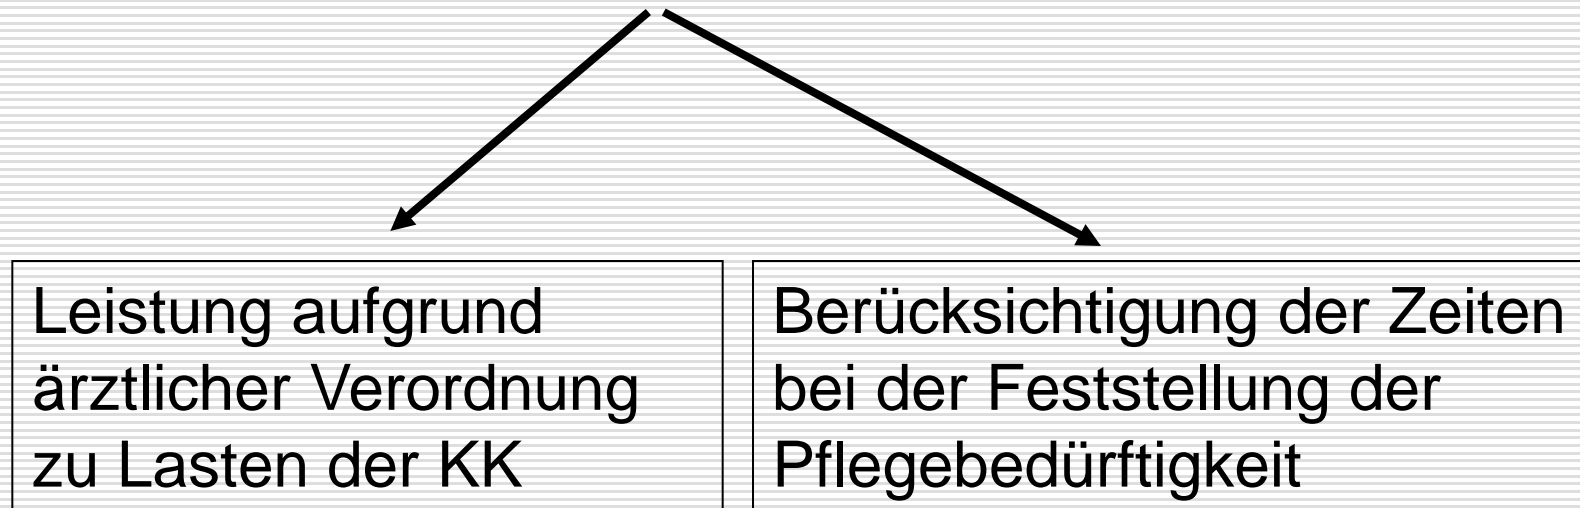 Leistung aufgrund
ärztlicher Verordnung
zu Lasten der KK
Berücksichtigung der Zeiten
bei der Feststellung der
Pflegebedürftigkeit